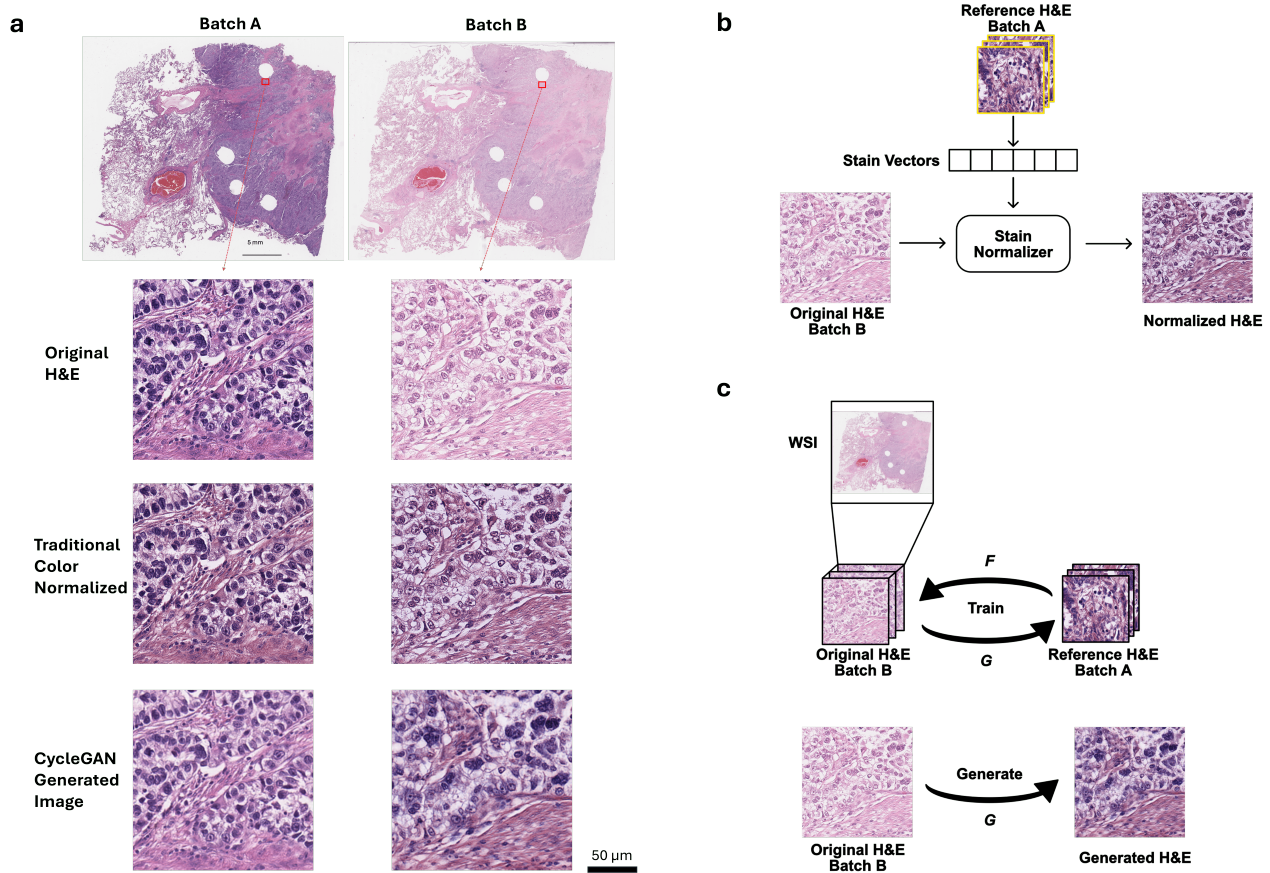 a
Batch A
Batch B
5 mm
Original
H&E
Traditional
Color
Normalized
CycleGAN
Generated
Image
50 µm
b
Reference H&E
Batch A
Stain Vectors
Stain
Normalizer
Original H&E
Batch B
Normalized H&E
c
WSI
F
Train
G
Original H&E
Batch B
Reference H&E
Batch A
Generate
G
Original H&E
Batch B
Generated H&E